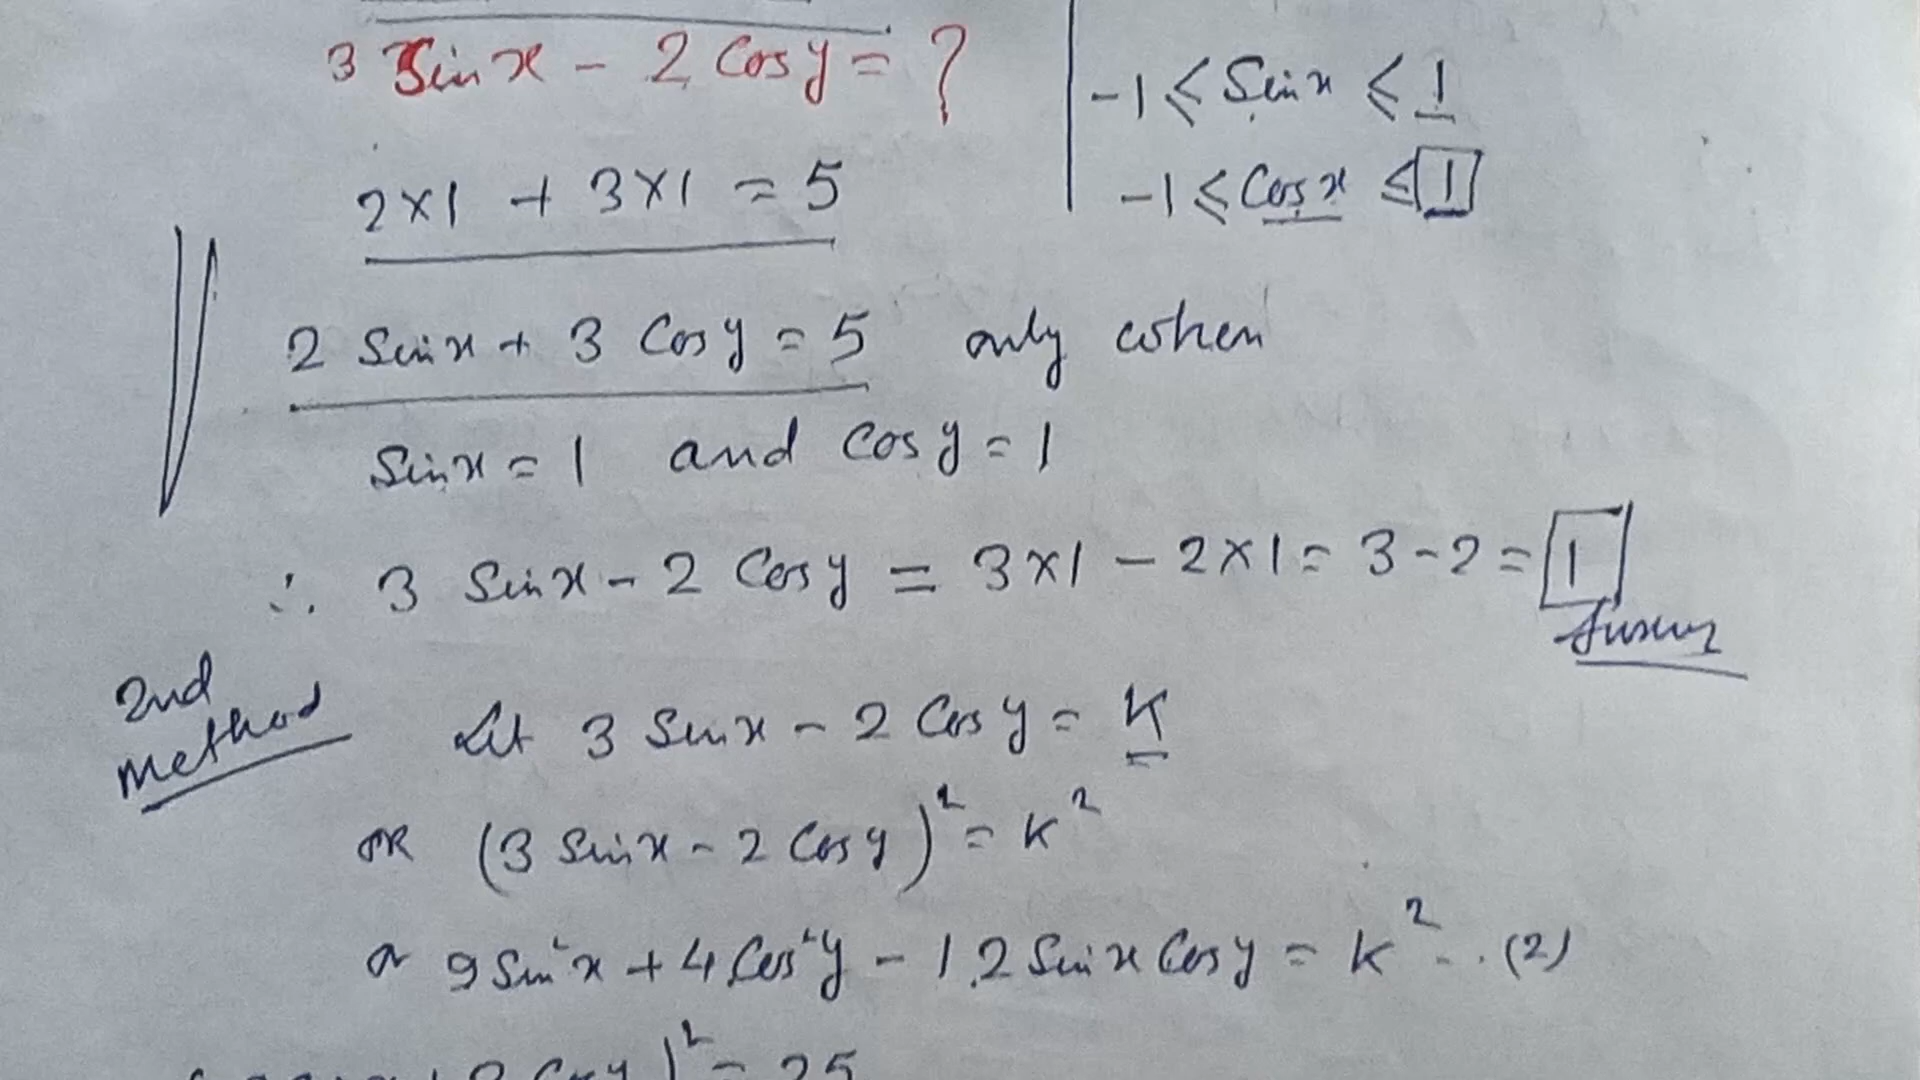 3 Sin x - 2 Cos y = ?
-1 ≤ Sin x ≤ 1
2×1 + 3×1 = 5
-1 ≤ Cos x ≤ 1
2 Sin x + 3 Cos y = 5 only when
Sin x = 1 and Cos y = 1
∴ 3 Sin x - 2 Cos y = 3×1 - 2×1 = 3-2 = 1
Answer
2nd
Method
Let 3 Sin x - 2 Cos y = K
or (3 Sin x - 2 Cos y)² = K²
or 9 Sin²x + 4 Cos²y - 12 Sin x Cos y = K² .. (2)
Cos y)² = 25